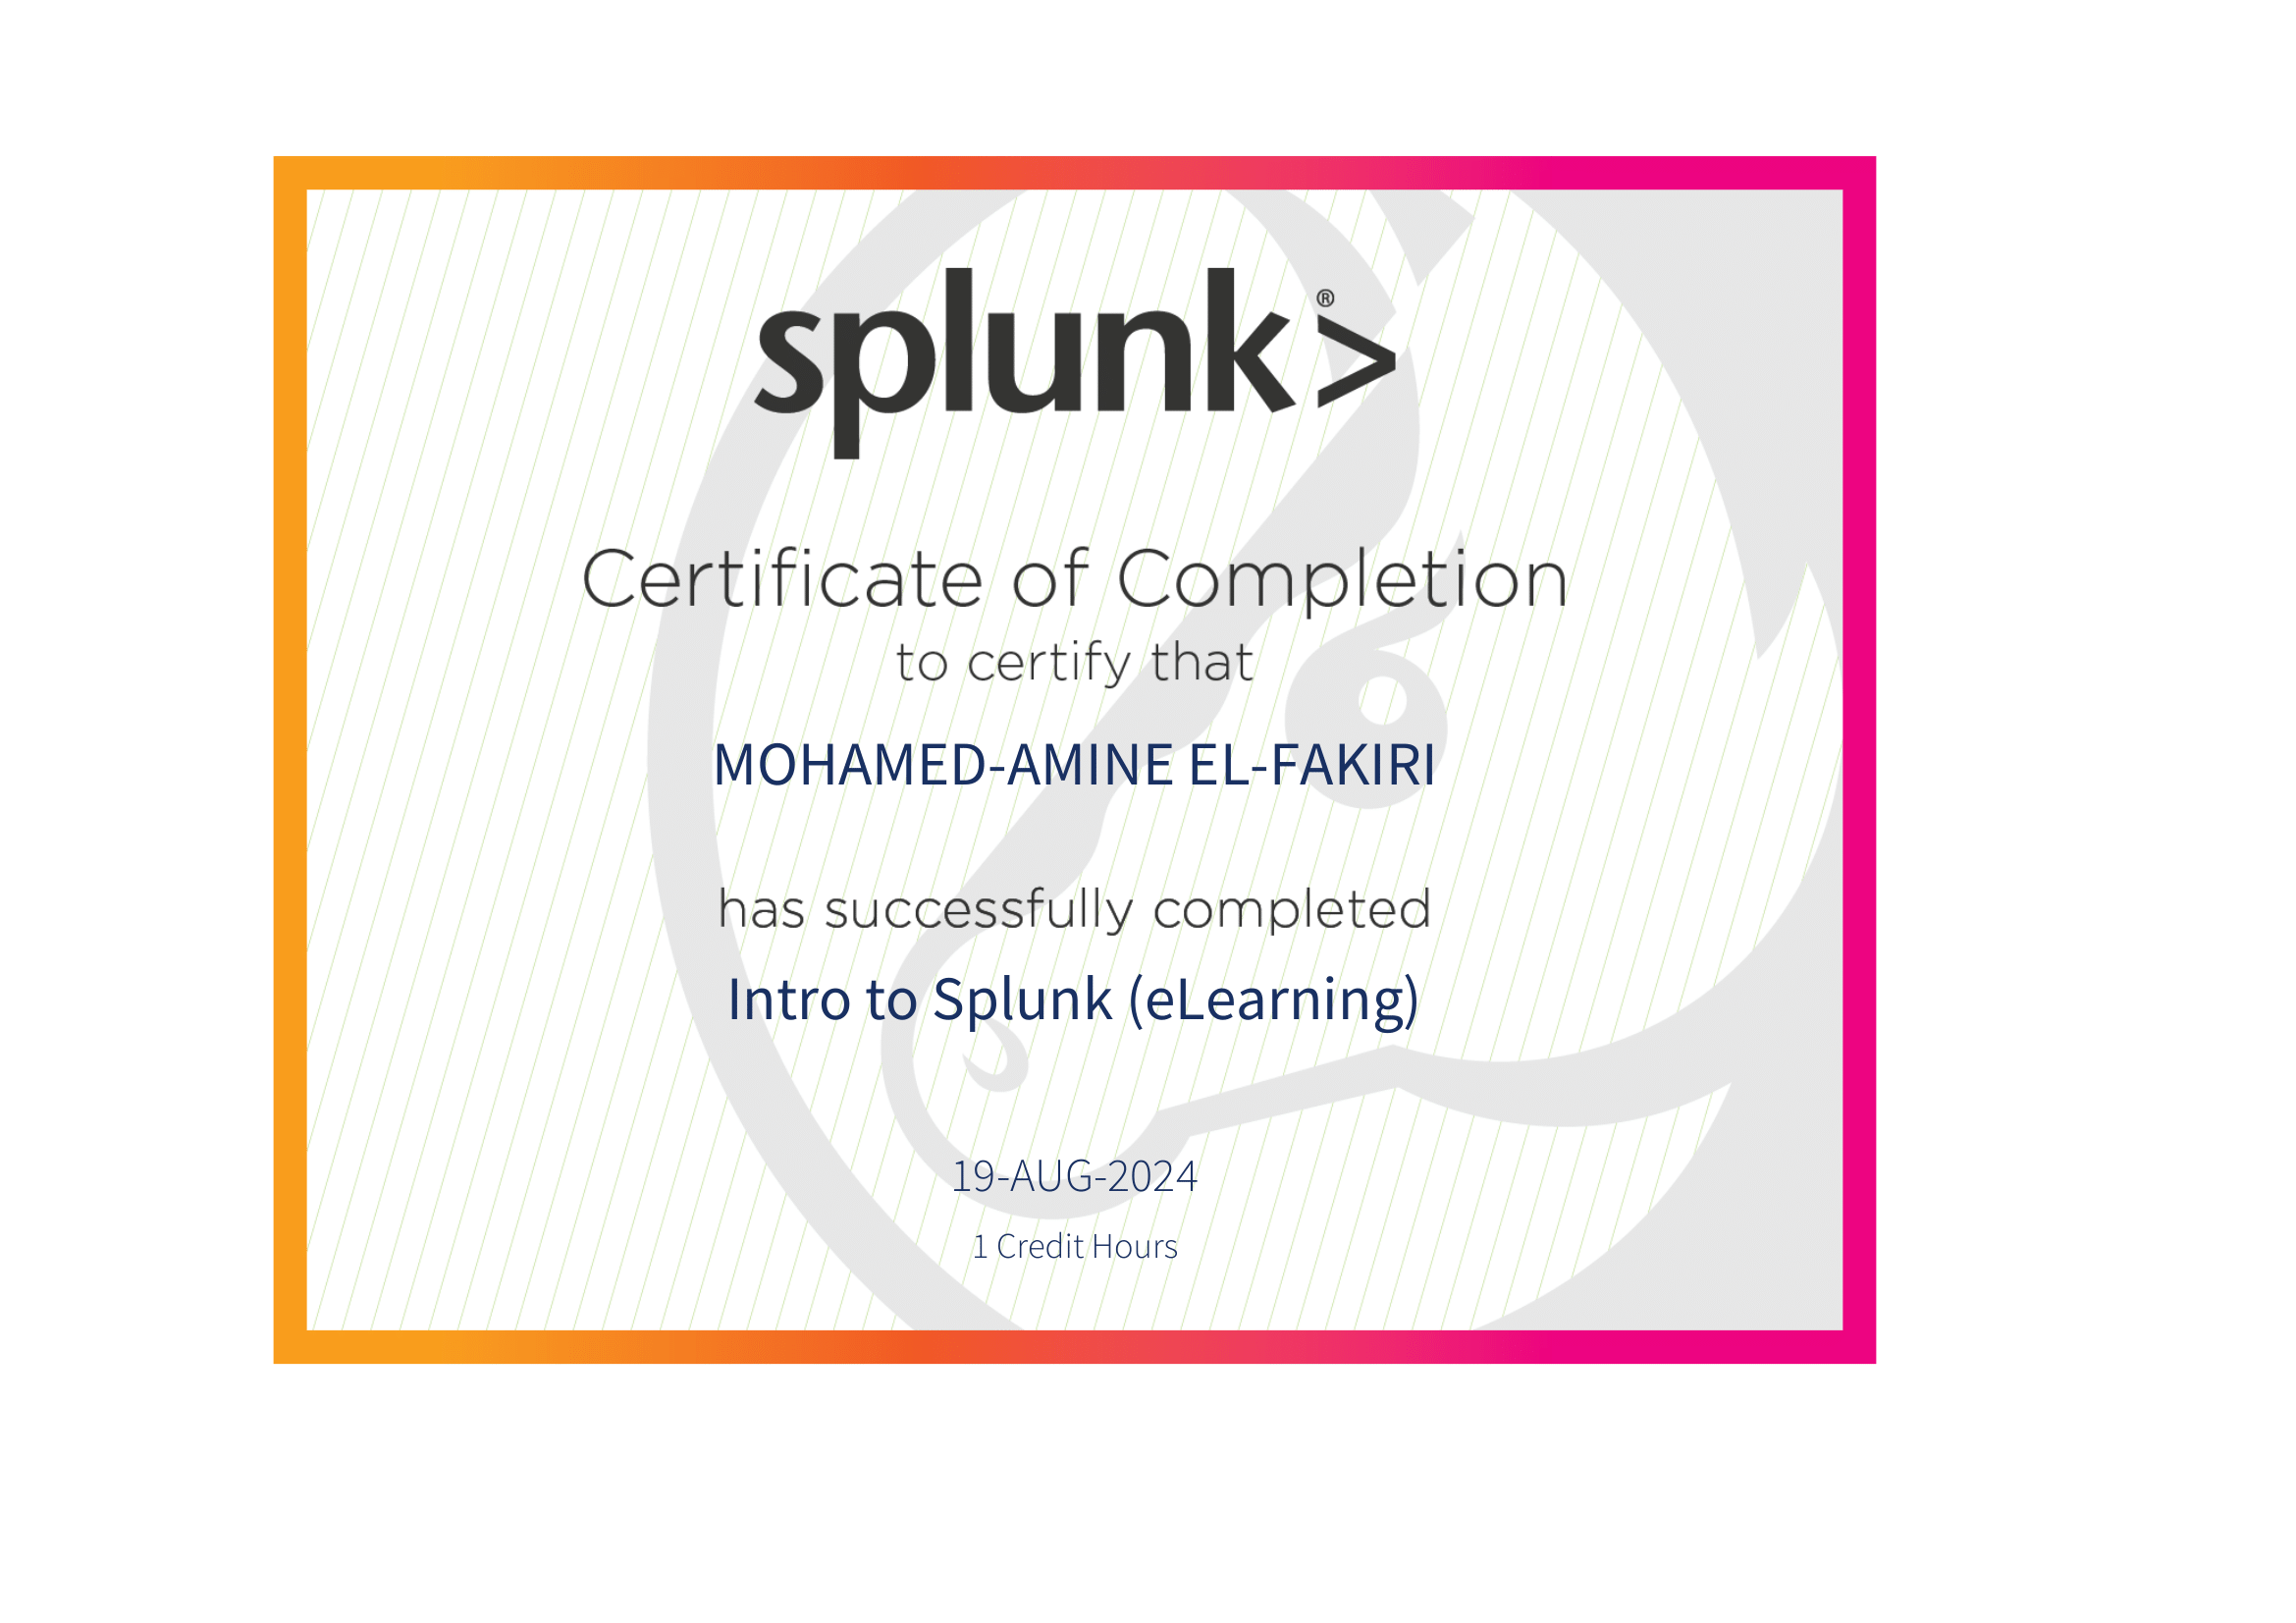 splunk>®
Certificate of Completion
to certify that
MOHAMED-AMINE EL-FAKIRI
has successfully completed
Intro to Splunk (eLearning)
19-AUG-2024
1 Credit Hours